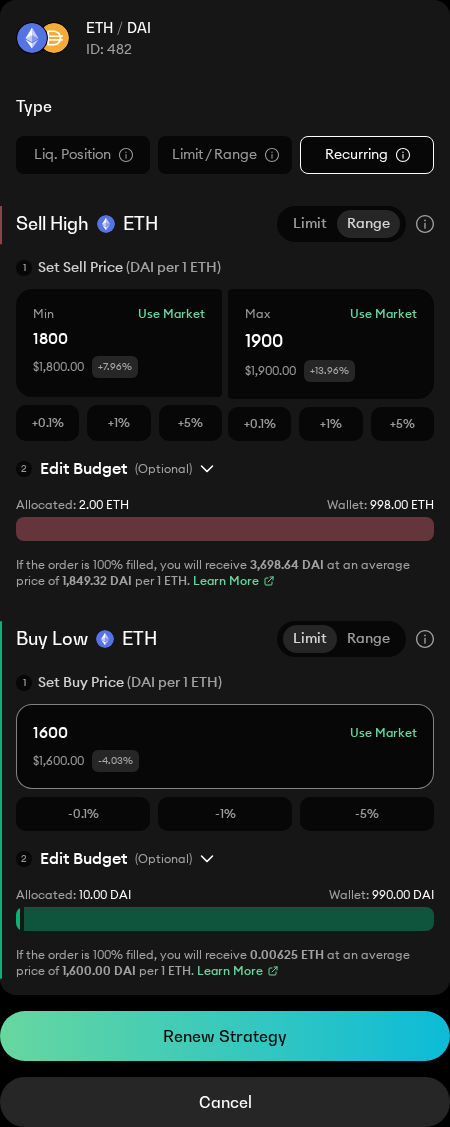 ETH / DAI
ID: 482
Type
Liq. Position
Limit / Range
Recurring
Sell High ETH
Limit Range
1 Set Sell Price (DAI per 1 ETH)
Min Use Market
1800
$1,800.00 +7.96%
Max Use Market
1900
$1,900.00 +13.96%
+0.1% +1% +5% +0.1% +1% +5%
2 Edit Budget (Optional)
Allocated: 2.00 ETH Wallet: 998.00 ETH
If the order is 100% filled, you will receive 3,698.64 DAI at an average
price of 1,849.32 DAI per 1 ETH. Learn More
Buy Low ETH
Limit Range
1 Set Buy Price (DAI per 1 ETH)
1600 Use Market
$1,600.00 -4.03%
-0.1% -1% -5%
2 Edit Budget (Optional)
Allocated: 10.00 DAI Wallet: 990.00 DAI
If the order is 100% filled, you will receive 0.00625 ETH at an average
price of 1,600.00 DAI per 1 ETH. Learn More
Renew Strategy
Cancel